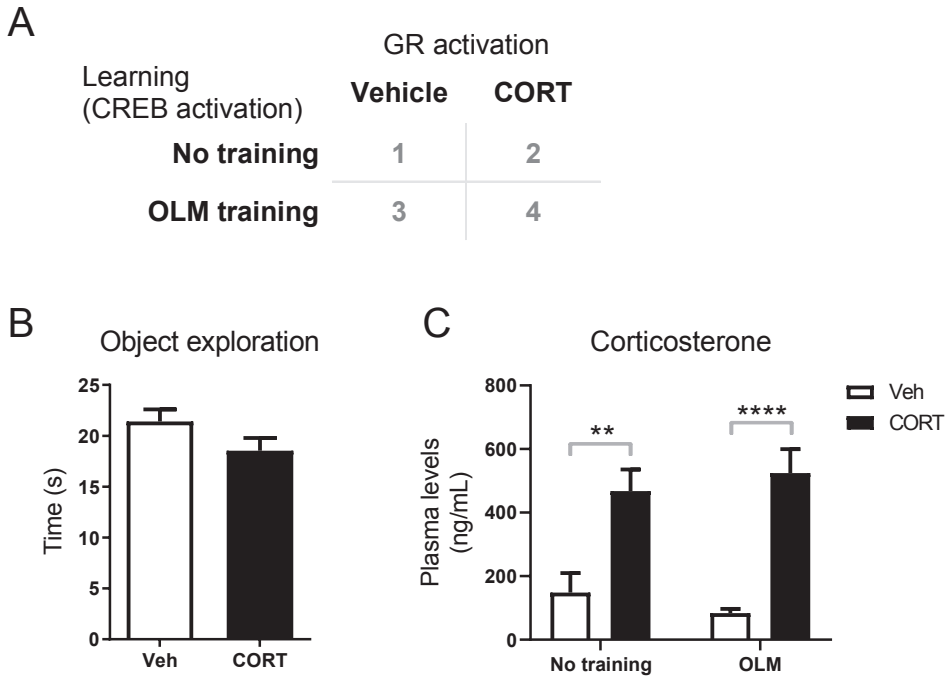 A
GR activation
Learning
(CREB activation)
Vehicle CORT
No training 1 2
OLM training 3 4
B
Object exploration
Time (s)
25
20
15
10
5
0
Veh CORT
C
Corticosterone
Plasma levels
(ng/mL)
800
600
400
200
0
** ****
No training OLM
Veh
CORT